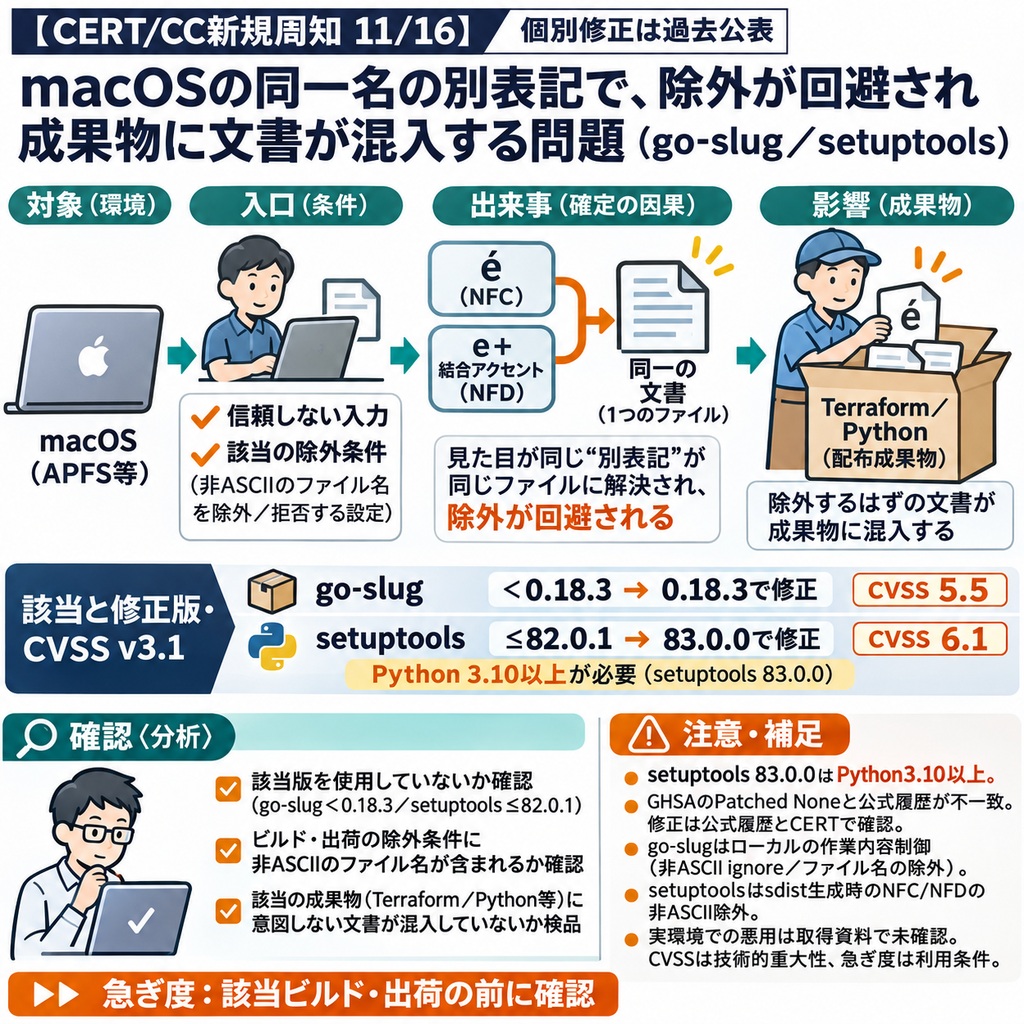 【CERT/CC新規周知 11/16】
個別修正は過去公表
macOSの同一名の別表記で、除外が回避され
成果物に文書が混入する問題(go-slug/setuptools)
対象(環境)
入口(条件)
出来事(確定の因果)
影響(成果物)
macOS
(APFS等)
信頼しない入力
該当の除外条件
(非ASCIIのファイル名
を除外/拒否する設定)
é
(NFC)
e+
結合アクセント
(NFD)
同一の
文書
(1つのファイル)
見た目が同じ“別表記”が
同じファイルに解決され、
除外が回避される
é
Terraform/
Python
(配布成果物)
除外するはずの文書が
成果物に混入する
該当と修正版・
CVSS v3.1
go-slug
<0.18.3 → 0.18.3で修正
CVSS 5.5
setuptools
≤82.0.1 → 83.0.0で修正
CVSS 6.1
Python 3.10以上が必要(setuptools 83.0.0)
確認〈分析〉
該当版を使用していないか確認
(go-slug<0.18.3/setuptools≤82.0.1)
ビルド・出荷の除外条件に
非ASCIIのファイル名が含まれるか確認
該当の成果物(Terraform/Python等)に
意図しない文書が混入していないか検品
注意・補足
setuptools 83.0.0はPython3.10以上。
GHSAのPatched Noneと公式履歴が不一致。
修正は公式履歴とCERTで確認。
go-slugはローカルの作業内容制御
(非ASCII ignore/ファイル名の除外)。
setuptoolsはsdist生成時のNFC/NFDの
非ASCII除外。
実環境での悪用は取得資料で未確認。
CVSSは技術的重大性、急ぎ度は利用条件。
急ぎ度:該当ビルド・出荷の前に確認